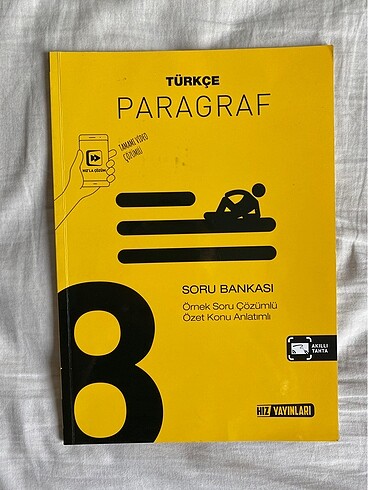 TÜRKÇE
PARAGRAF
TAMAMI VİDEO
ÇÖZÜMLÜ
HIZ'LA ÇÖZÜM
SORU BANKASI
Örnek Soru Çözümlü
Özet Konu Anlatımlı
AKILLI
TAHTA
8
HIZ YAYINLARI